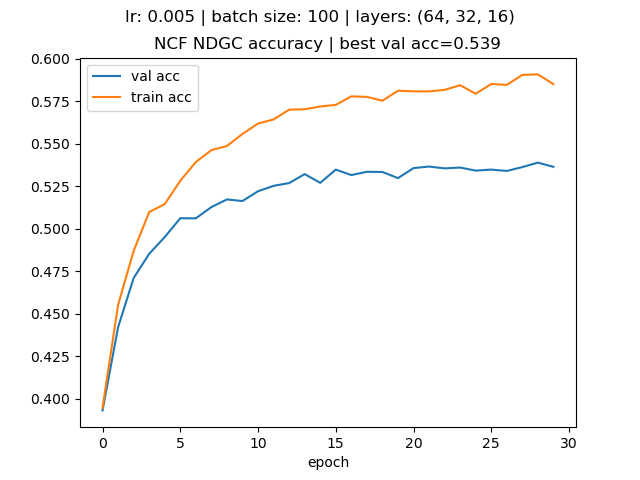 lr: 0.005 | batch size: 100 | layers: (64, 32, 16)
NCF NDGC accuracy | best val acc=0.539
val acc
train acc
0.600
0.575
0.550
0.525
0.500
0.475
0.450
0.425
0.400
0 5 10 15 20 25 30
epoch